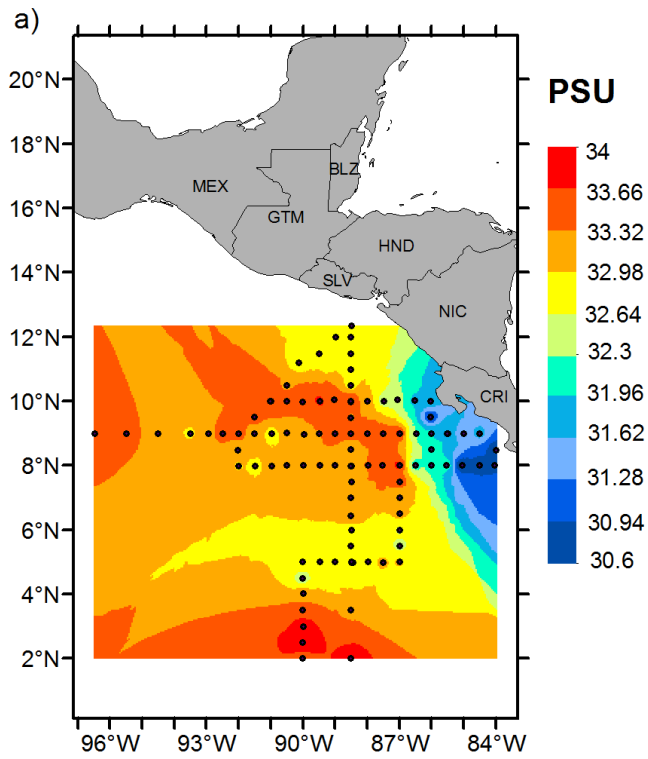 a)
PSU
20°N
18°N
16°N
14°N
12°N
10°N
8°N
6°N
4°N
2°N
MEX
BLZ
GTM
HND
SLV
NIC
CRI
34
33.66
33.32
32.98
32.64
32.3
31.96
31.62
31.28
30.94
30.6
96°W 93°W 90°W 87°W 84°W